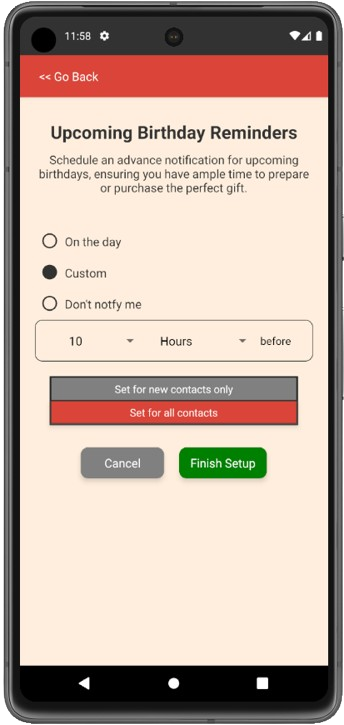 11:58
<< Go Back
Upcoming Birthday Reminders
Schedule an advance notification for upcoming
birthdays, ensuring you have ample time to prepare
or purchase the perfect gift.
On the day
Custom
Don't notfy me
10 Hours before
Set for new contacts only
Set for all contacts
Cancel Finish Setup